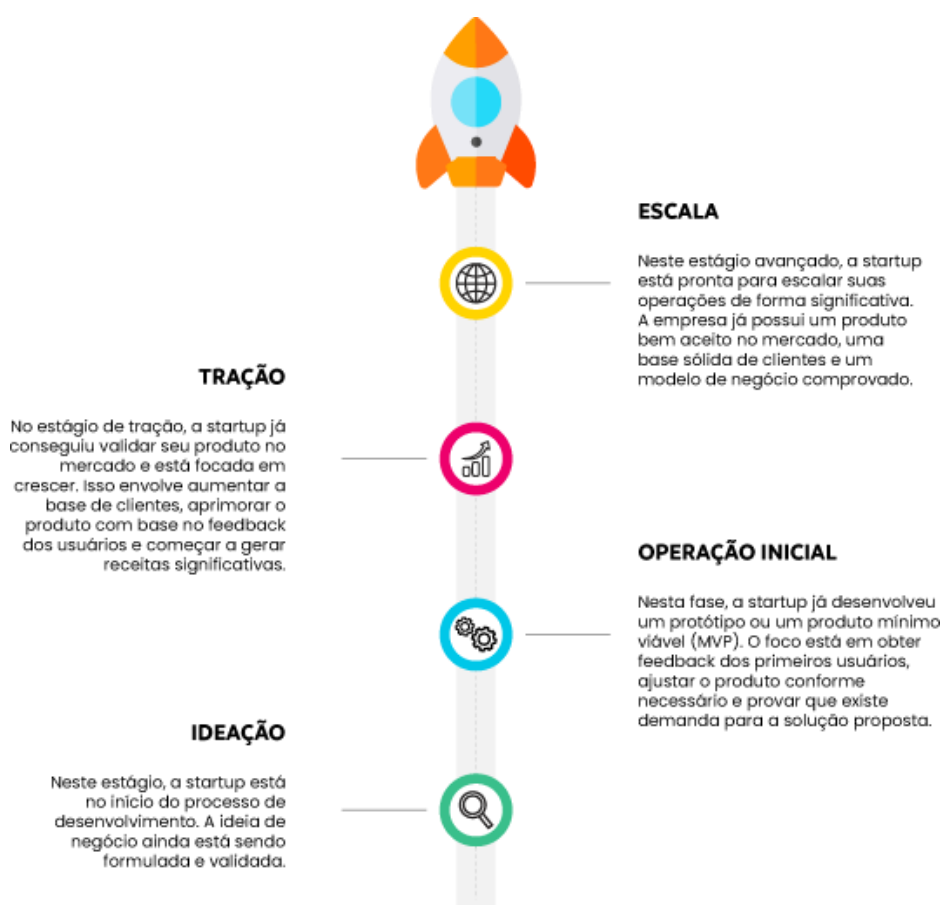 ESCALA
Neste estágio avançado, a startup
está pronta para escalar suas
operações de forma significativa.
A empresa já possui um produto
bem aceito no mercado, uma
base sólida de clientes e um
modelo de negócio comprovado.
TRAÇÃO
No estágio de tração, a startup já
conseguiu validar seu produto no
mercado e está focada em
crescer. Isso envolve aumentar a
base de clientes, aprimorar o
produto com base no feedback
dos usuários e começar a gerar
receitas significativas.
OPERAÇÃO INICIAL
Nesta fase, a startup já desenvolveu
um protótipo ou um produto mínimo
viável (MVP). O foco está em obter
feedback dos primeiros usuários,
ajustar o produto conforme
necessário e provar que existe
demanda para a solução proposta.
IDEAÇÃO
Neste estágio, a startup está
no início do processo de
desenvolvimento. A ideia de
negócio ainda está sendo
formulada e validada.